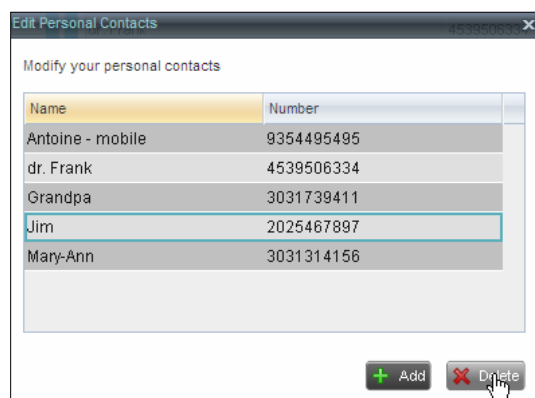 Edit Personal Contacts
Modify your personal contacts
Name Number
Antoine - mobile 9354495495
dr. Frank 4539506334
Grandpa 3031739411
Jim 2025467897
Mary-Ann 3031314156
Add Delete